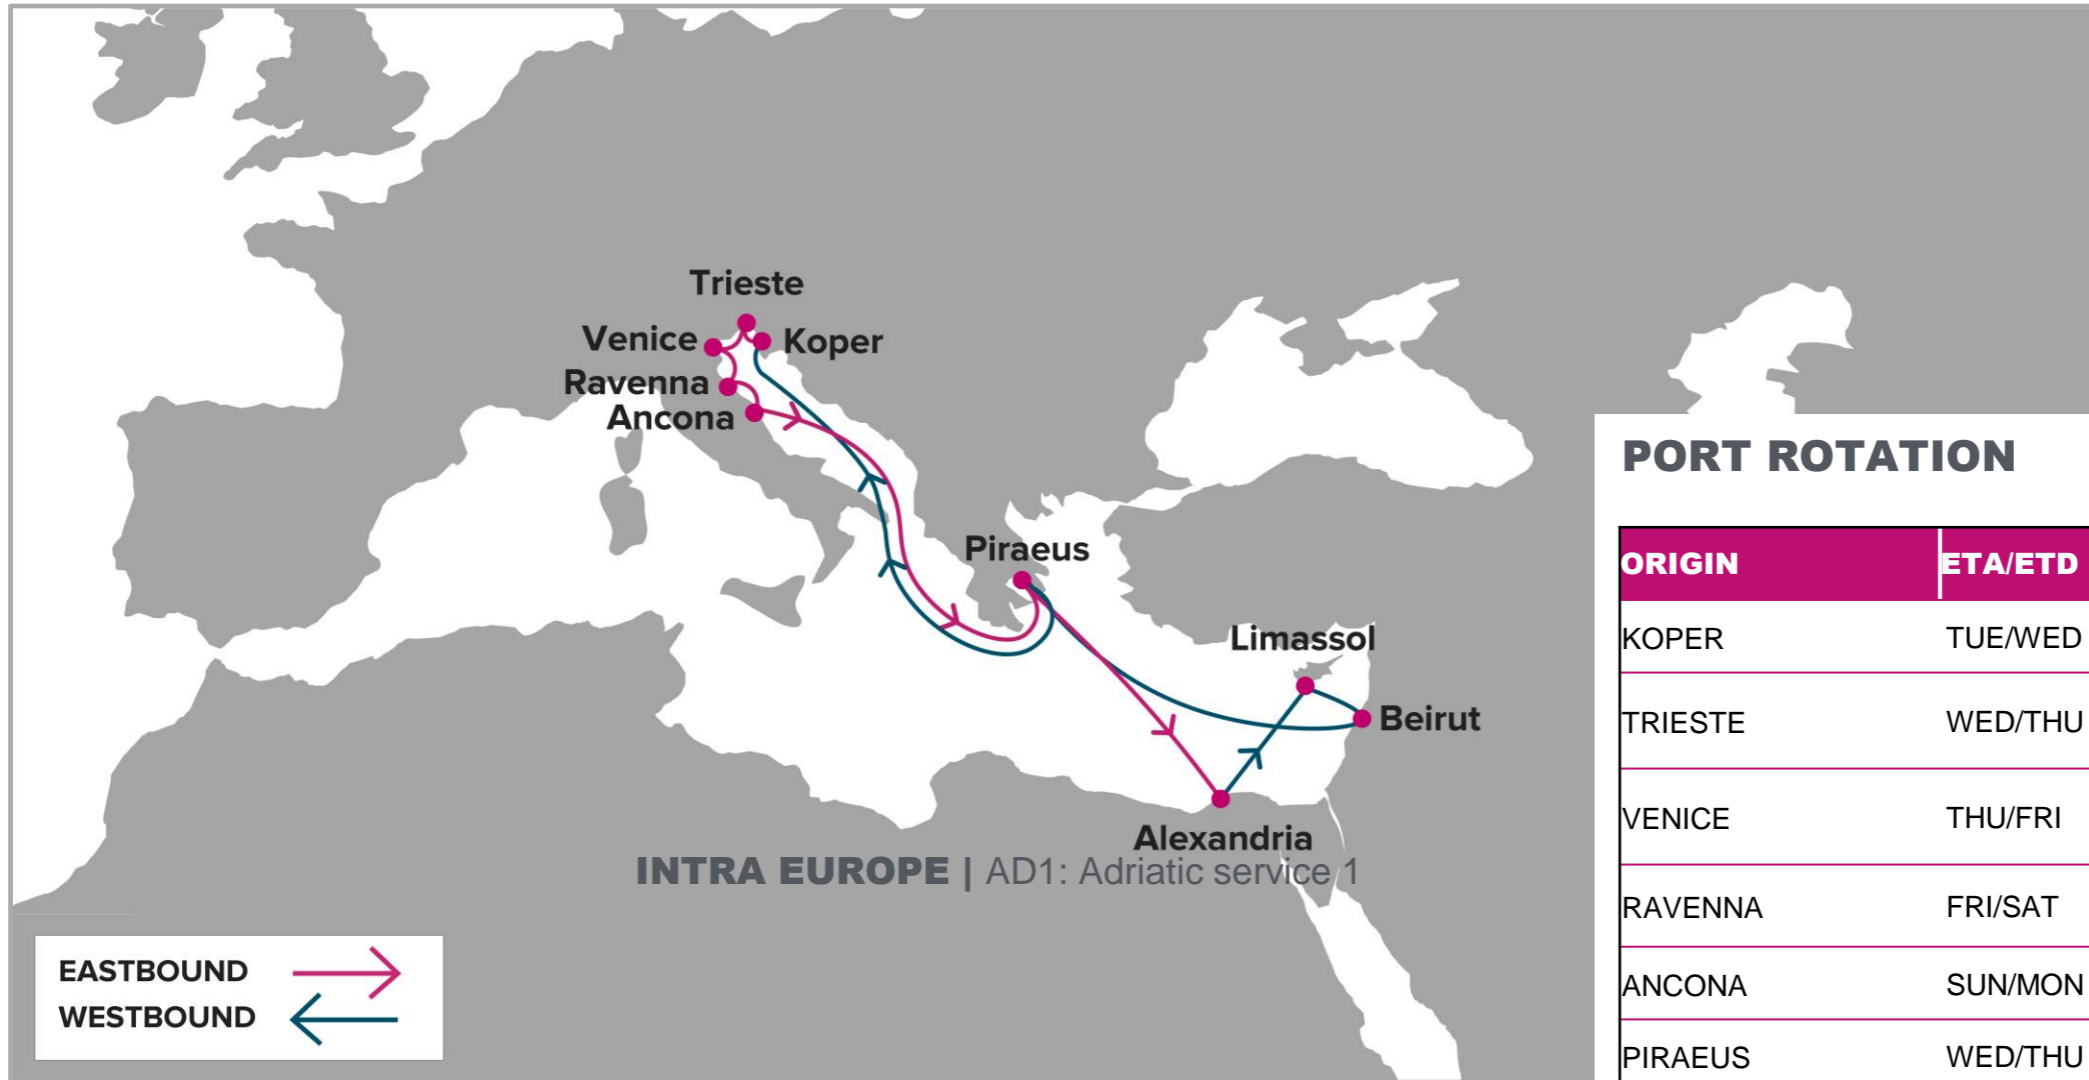 Trieste
Venice
Koper
Ravenna
Ancona
Piraeus
Limassol
Beirut
Alexandria
INTRA EUROPE | AD1: Adriatic service 1
EASTBOUND
WESTBOUND
PORT ROTATION
ORIGIN ETA/ETD
KOPER TUE/WED
TRIESTE WED/THU
VENICE THU/FRI
RAVENNA FRI/SAT
ANCONA SUN/MON
PIRAEUS WED/THU